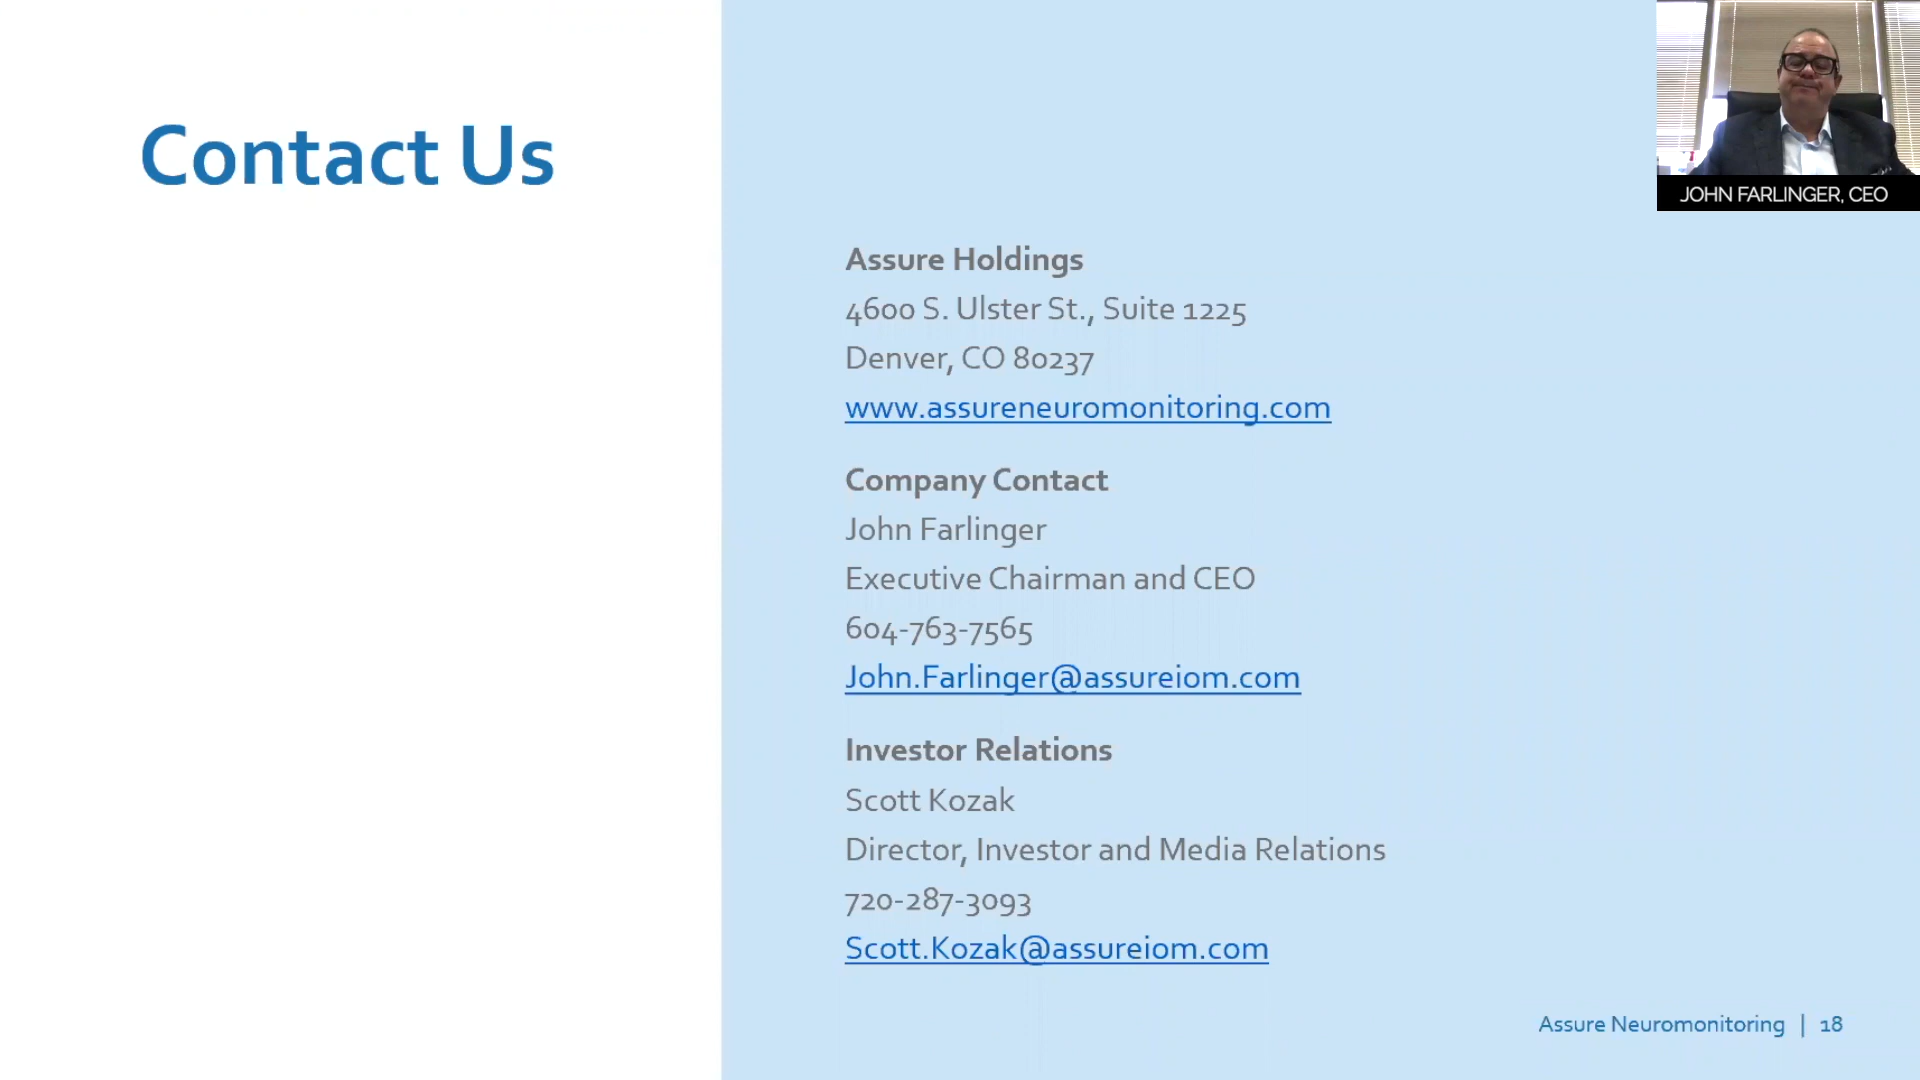 Contact Us
JOHN FARLINGER, CEO
Assure Holdings
4600 S. Ulster St., Suite 1225
Denver, CO 80237
www.assureneuromonitoring.com
Company Contact
John Farlinger
Executive Chairman and CEO
604-763-7565
John.Farlinger@assureiom.com
Investor Relations
Scott Kozak
Director, Investor and Media Relations
720-287-3093
Scott.Kozak@assureiom.com
Assure Neuromonitoring | 18